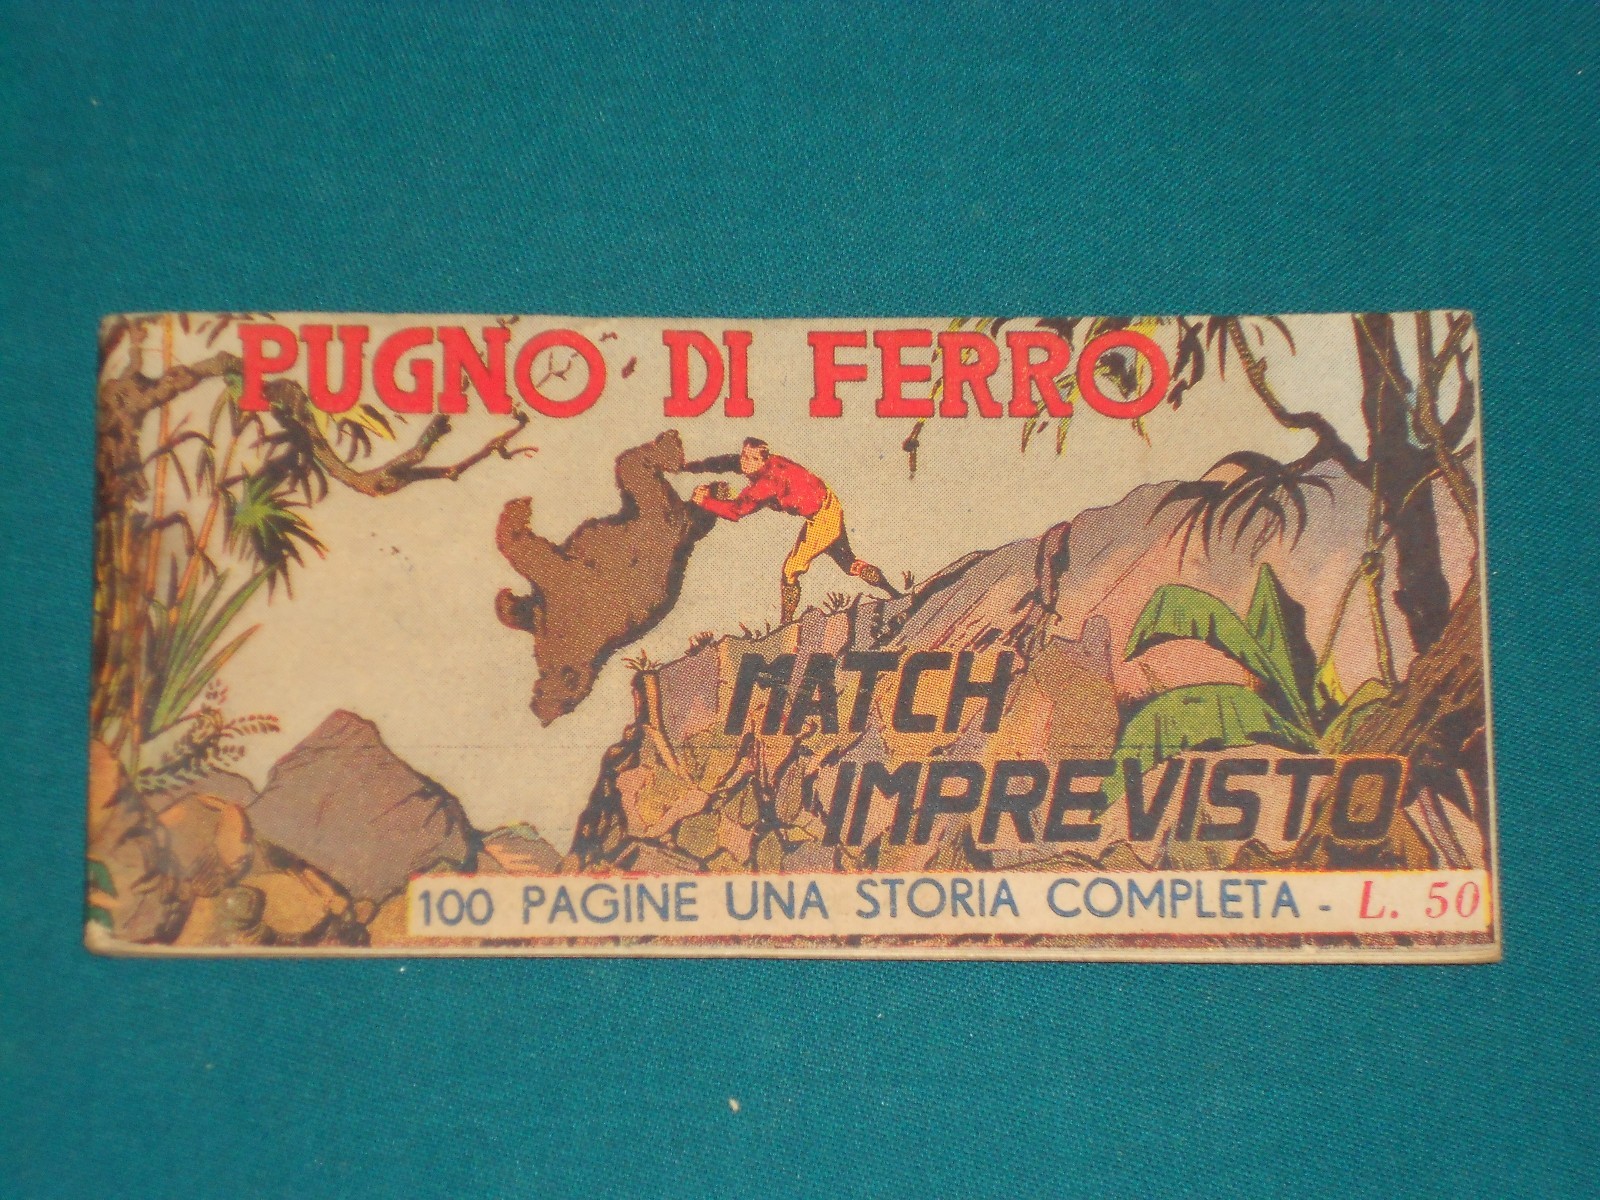 PUGNO DI FERRO
MATCH
IMPREVISTO
100 PAGINE UNA STORIA COMPLETA - L. 50